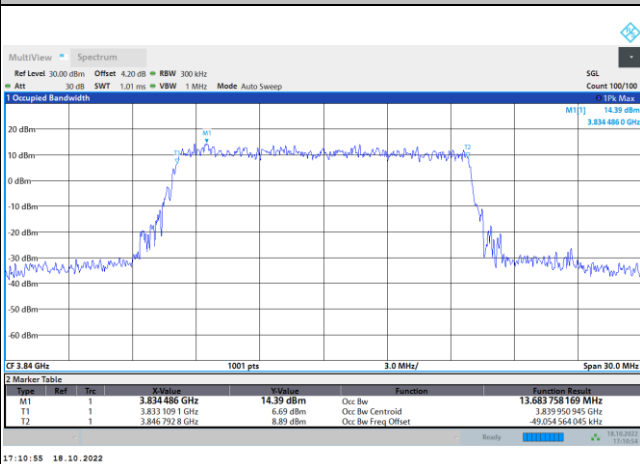 MultiView Spectrum
Ref Level 30.00 dBm Offset 4.20 dB RBW 300 kHz SGL
Att 30 dB SWT 1.01 ms VBW 1 MHz Mode Auto Sweep Count 100/100
1 Occupied Bandwidth 1Pk Max
M1[1] 14.39 dBm
3.834 486 0 GHz
M1
20 dBm
T1 T2
10 dBm
0 dBm
-10 dBm
-20 dBm
-30 dBm
-40 dBm
-50 dBm
-60 dBm
CF 3.84 GHz 1001 pts 3.0 MHz/ Span 30.0 MHz
2 Marker Table
Type Ref Trc X-Value Y-Value Function Function Result
M1 1 3.834 486 GHz 14.39 dBm Occ Bw 13.683 758 169 MHz
T1 1 3.833 109 1 GHz 6.69 dBm Occ Bw Centroid 3.839 950 945 GHz
T2 1 3.846 792 8 GHz 8.89 dBm Occ Bw Freq Offset -49.054 564 045 kHz
Ready 18.10.2022
17:10:54
17:10:55 18.10.2022